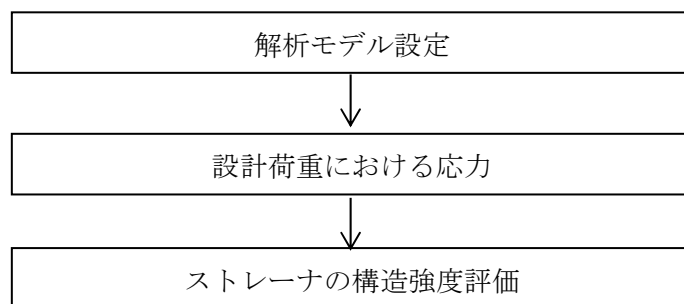 解析モデル設定
設計荷重における応力
ストレーナの構造強度評価